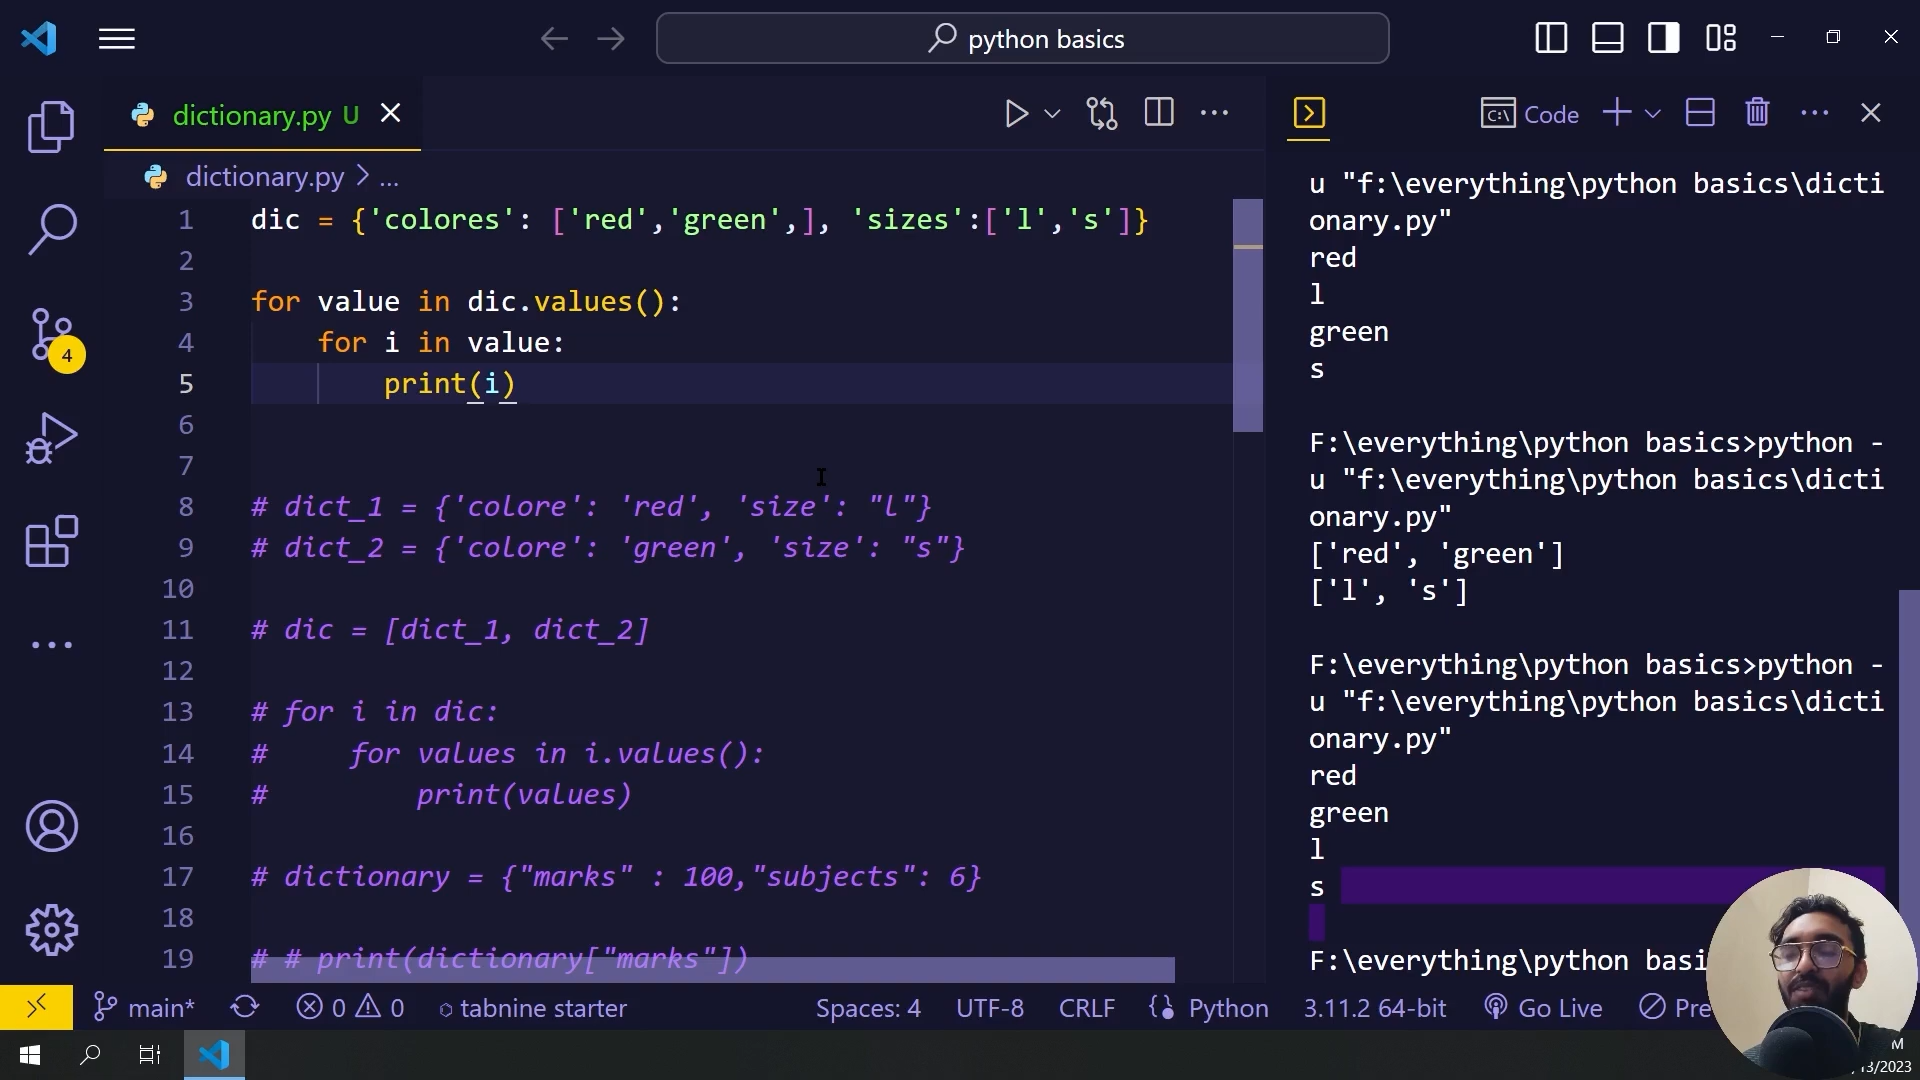 python basics
dictionary.py U
Code
dictionary.py > ...
1 dic = {'colores': ['red','green',], 'sizes':['l','s']}
2
3 for value in dic.values():
4 for i in value:
5 print(i)
6
7
8 # dict_1 = {'colore': 'red', 'size': "l"}
9 # dict_2 = {'colore': 'green', 'size': "s"}
10
11 # dic = [dict_1, dict_2]
12
13 # for i in dic:
14 # for values in i.values():
15 # print(values)
16
17 # dictionary = {"marks" : 100,"subjects": 6}
18
19 # # print(dictionary["marks"])
u "f:\everything\python basics\dicti
onary.py"
red
l
green
s
F:\everything\python basics>python -
u "f:\everything\python basics\dicti
onary.py"
['red', 'green']
['l', 's']
F:\everything\python basics>python -
u "f:\everything\python basics\dicti
onary.py"
red
green
l
s
F:\everything\python basi
4
main* 0 0 tabnine starter Spaces: 4 UTF-8 CRLF Python 3.11.2 64-bit Go Live Pre
M
13/2023